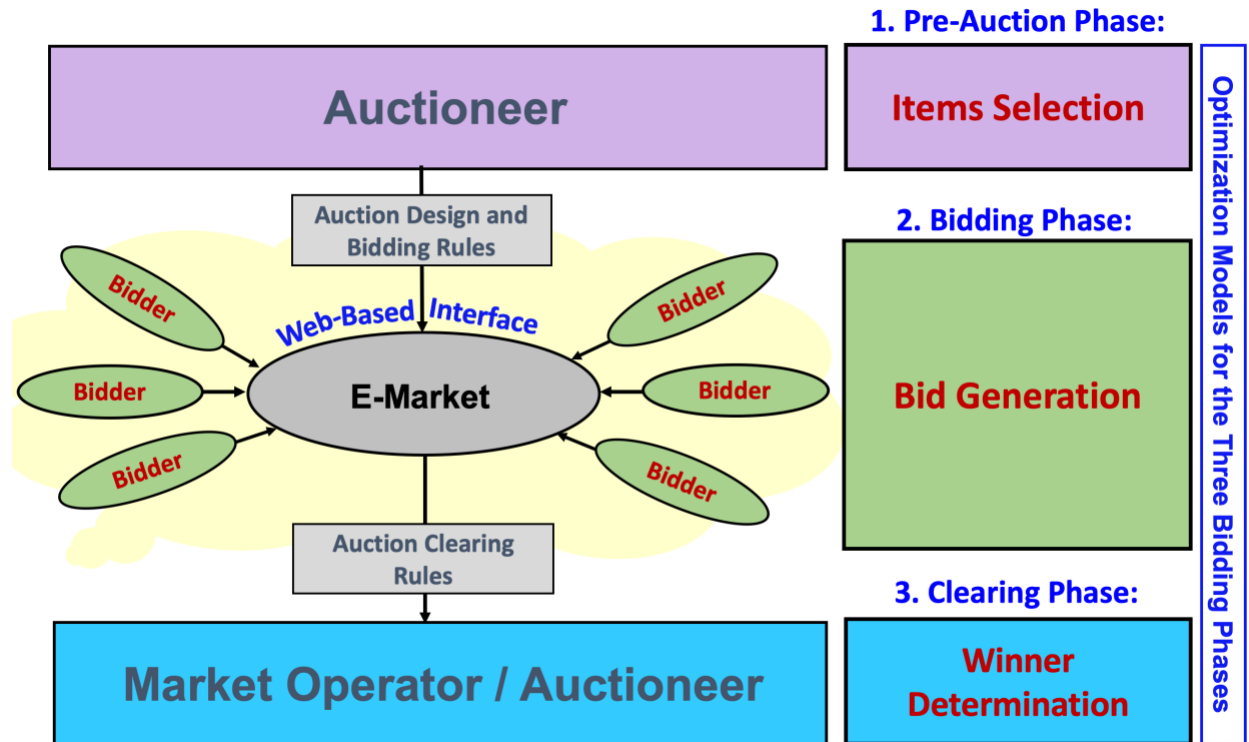 1. Pre-Auction Phase:
Auctioneer
Items Selection
Auction Design and
Bidding Rules
2. Bidding Phase:
Bidder
Bidder
Web-Based Interface
Bidder
E-Market
Bidder
Bid Generation
Bidder
Bidder
Auction Clearing
Rules
3. Clearing Phase:
Market Operator / Auctioneer
Winner
Determination
Optimization Models for the Three Bidding Phases